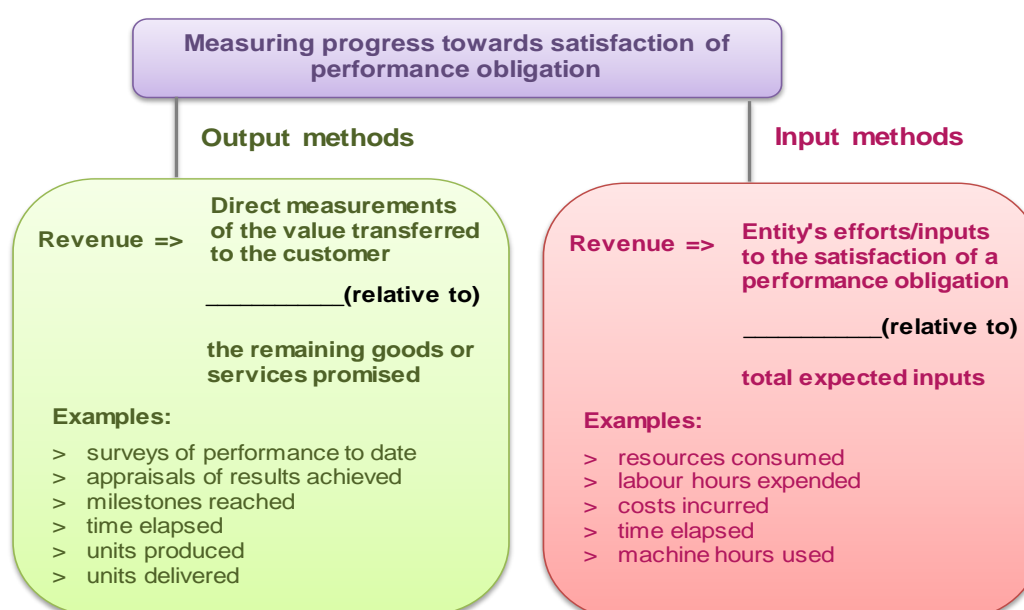 Measuring progress towards satisfaction of
performance obligation
Output methods
Revenue =>
Direct measurements
of the value transferred
to the customer
____________(relative to)
the remaining goods or
services promised
Examples:
> surveys of performance to date
> appraisals of results achieved
> milestones reached
> time elapsed
> units produced
> units delivered
Input methods
Revenue =>
Entity's efforts/inputs
to the satisfaction of a
performance obligation
____________(relative to)
total expected inputs
Examples:
> resources consumed
> labour hours expended
> costs incurred
> time elapsed
> machine hours used